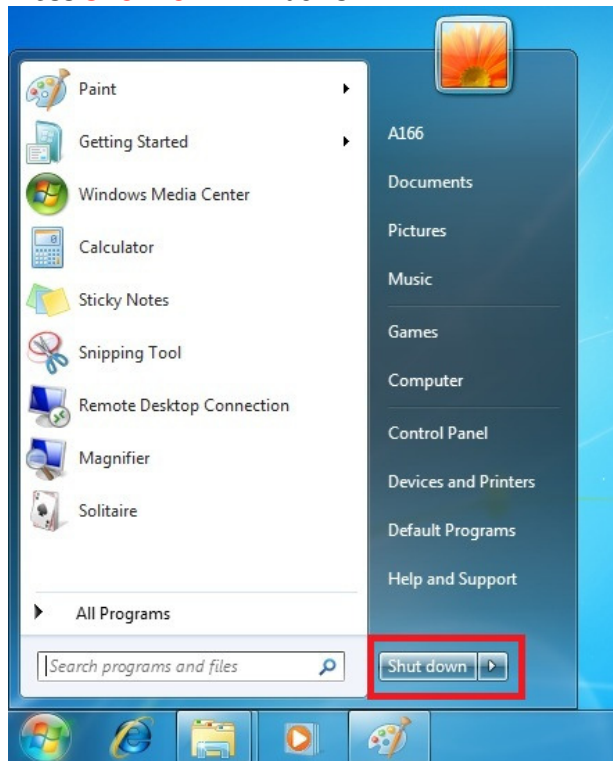 Paint
Getting Started
Windows Media Center
Calculator
Sticky Notes
Snipping Tool
Remote Desktop Connection
Magnifier
Solitaire
All Programs
Search programs and files
A166
Documents
Pictures
Music
Games
Computer
Control Panel
Devices and Printers
Default Programs
Help and Support
Shut down